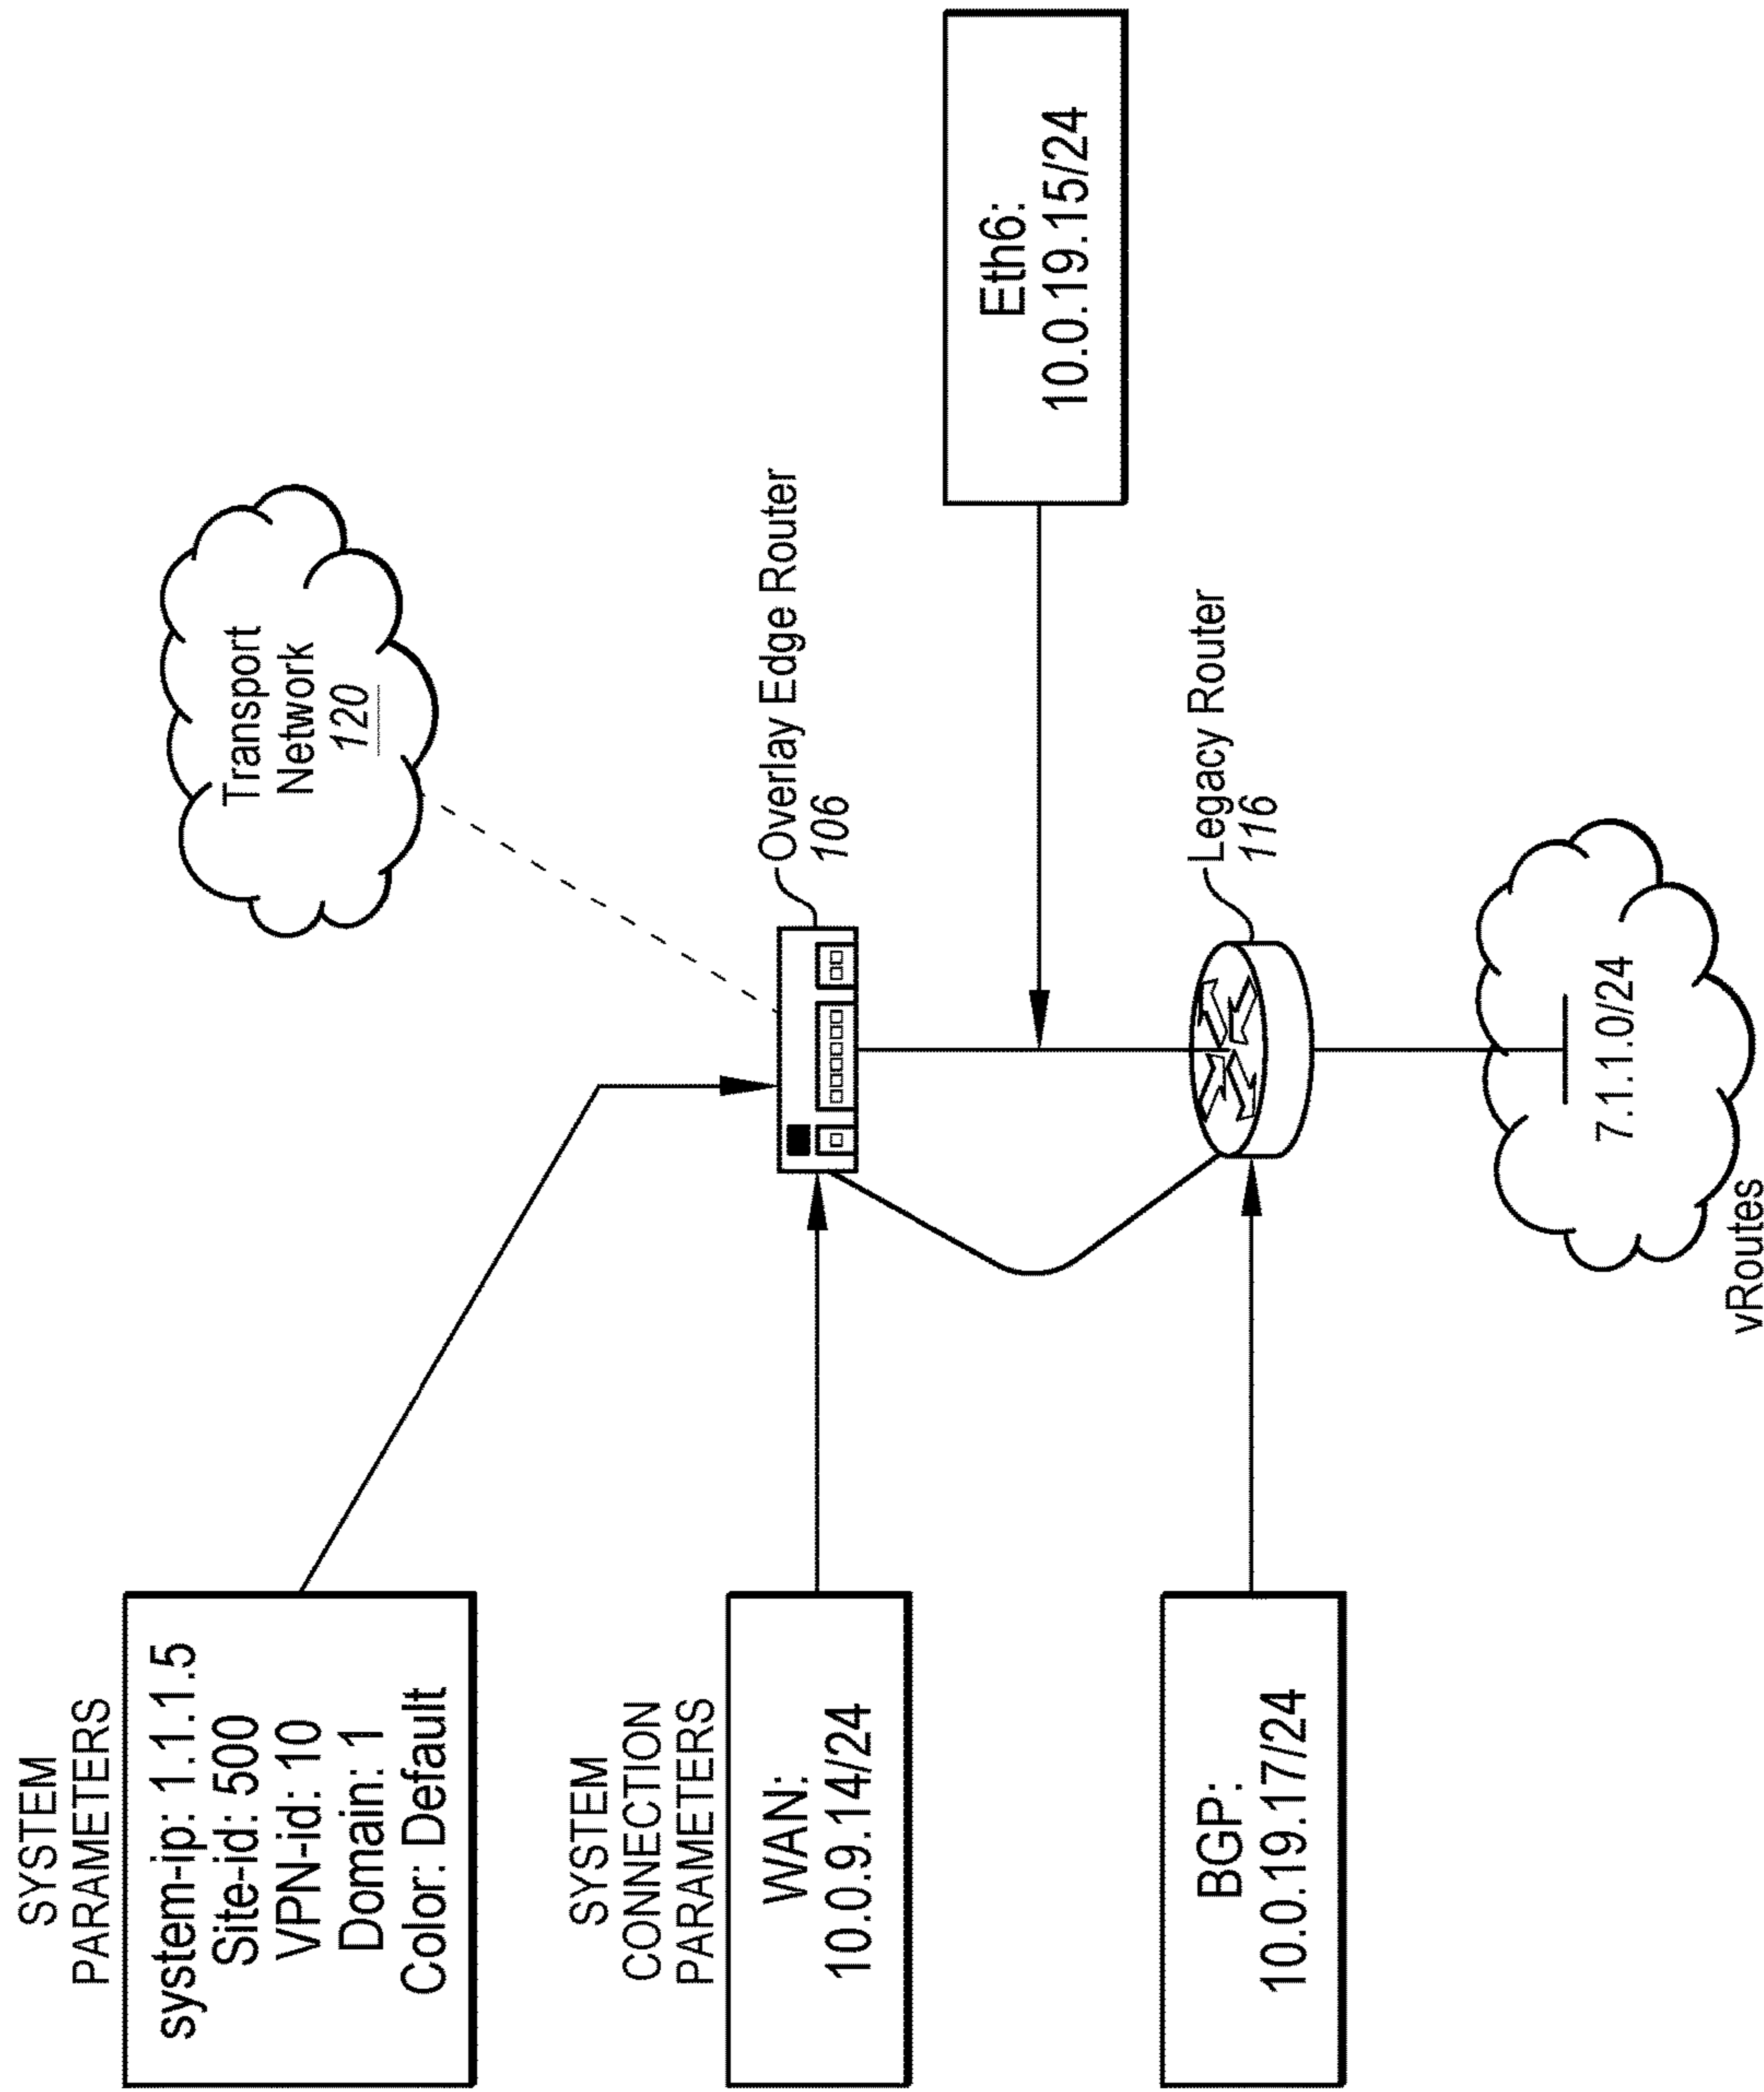 SYSTEM
PARAMETERS
system-ip: 1.1.1.5
Site-id: 500
VPN-id: 10
Domain: 1
Color: Default
Transport
Network
120
SYSTEM
CONNECTION
PARAMETERS
WAN:
10.0.9.14/24
Overlay Edge Router
106
Eth6:
10.0.19.15/24
BGP:
10.0.19.17/24
Legacy Router
116
7.1.1.0/24
vRoutes